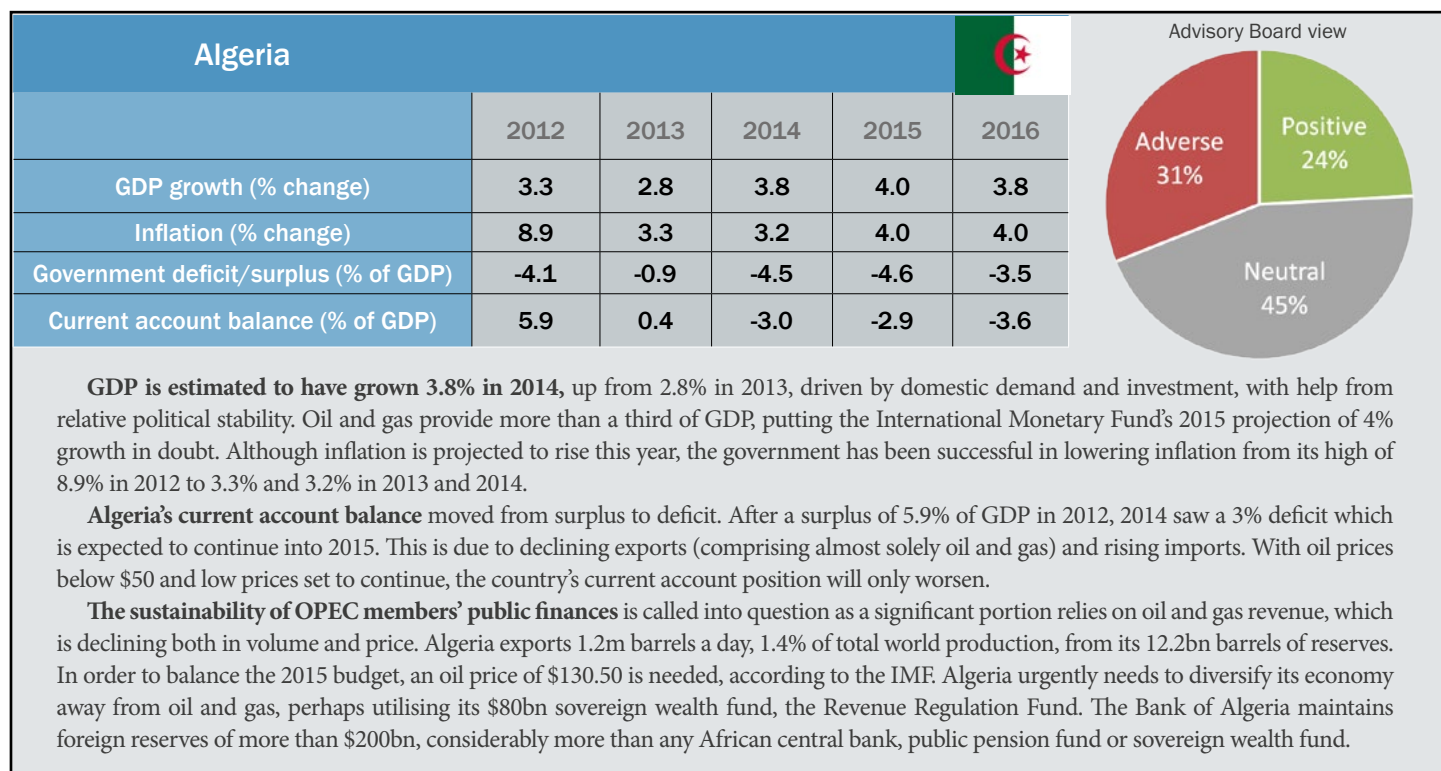 Algeria
2012 2013 2014 2015 2016
GDP growth (% change) 3.3 2.8 3.8 4.0 3.8
Inflation (% change) 8.9 3.3 3.2 4.0 4.0
Government deficit/surplus (% of GDP) -4.1 -0.9 -4.5 -4.6 -3.5
Current account balance (% of GDP) 5.9 0.4 -3.0 -2.9 -3.6
Advisory Board view
Adverse
31%
Positive
24%
Neutral
45%
GDP is estimated to have grown 3.8% in 2014, up from 2.8% in 2013, driven by domestic demand and investment, with help from
relative political stability. Oil and gas provide more than a third of GDP, putting the International Monetary Fund's 2015 projection of 4%
growth in doubt. Although inflation is projected to rise this year, the government has been successful in lowering inflation from its high of
8.9% in 2012 to 3.3% and 3.2% in 2013 and 2014.
Algeria's current account balance moved from surplus to deficit. After a surplus of 5.9% of GDP in 2012, 2014 saw a 3% deficit which
is expected to continue into 2015. This is due to declining exports (comprising almost solely oil and gas) and rising imports. With oil prices
below $50 and low prices set to continue, the country's current account position will only worsen.
The sustainability of OPEC members' public finances is called into question as a significant portion relies on oil and gas revenue, which
is declining both in volume and price. Algeria exports 1.2m barrels a day, 1.4% of total world production, from its 12.2bn barrels of reserves.
In order to balance the 2015 budget, an oil price of $130.50 is needed, according to the IMF. Algeria urgently needs to diversify its economy
away from oil and gas, perhaps utilising its $80bn sovereign wealth fund, the Revenue Regulation Fund. The Bank of Algeria maintains
foreign reserves of more than $200bn, considerably more than any African central bank, public pension fund or sovereign wealth fund.